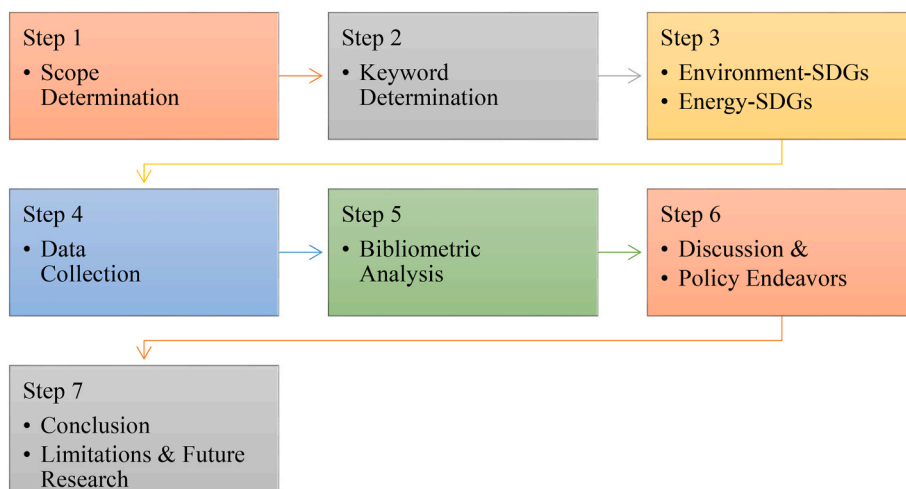 Step 1
• Scope
Determination
Step 2
• Keyword
Determination
Step 3
• Environment-SDGs
• Energy-SDGs
Step 4
• Data
Collection
Step 5
• Bibliometric
Analysis
Step 6
• Discussion &
• Policy Endeavors
Step 7
• Conclusion
• Limitations & Future
Research